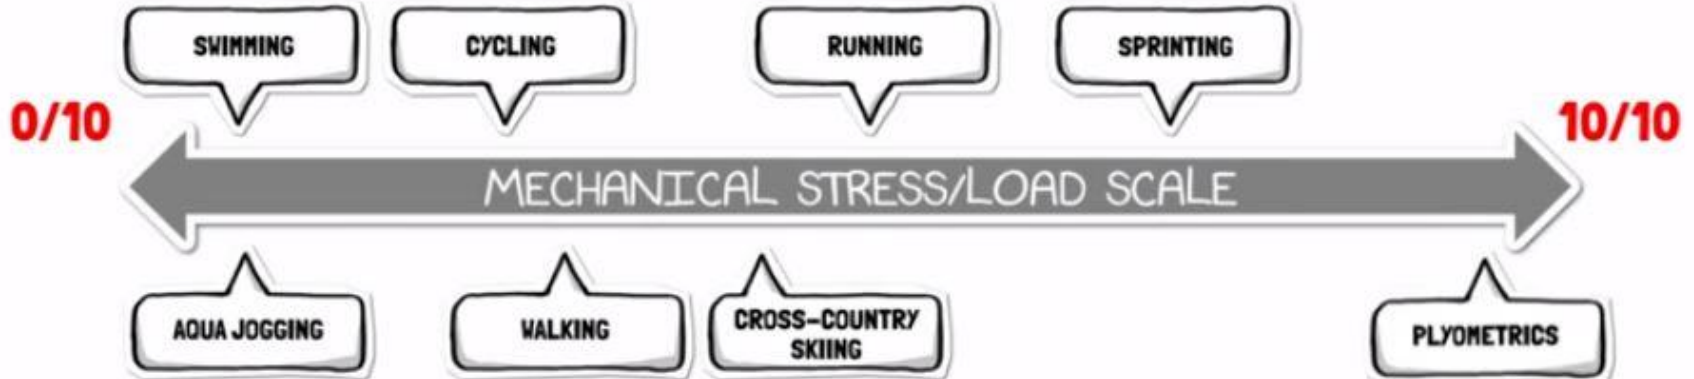 SWIMMING
CYCLING
RUNNING
SPRINTING
0/10
10/10
MECHANICAL STRESS/LOAD SCALE
AQUA JOGGING
WALKING
CROSS-COUNTRY
SKIING
PLYOMETRICS